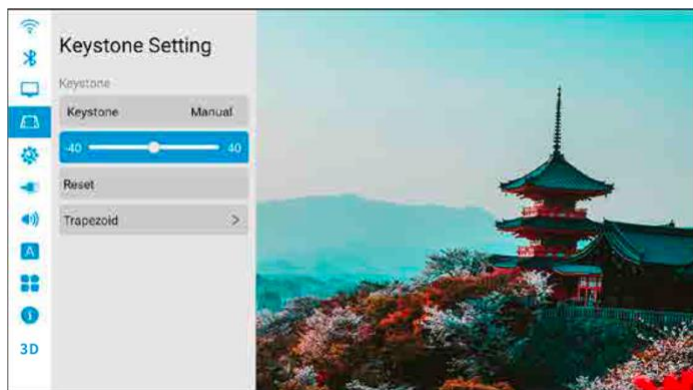 Keystone Setting
Keystone
Keystone Manual
-40 40
Reset
Trapezoid >
A
i
3D